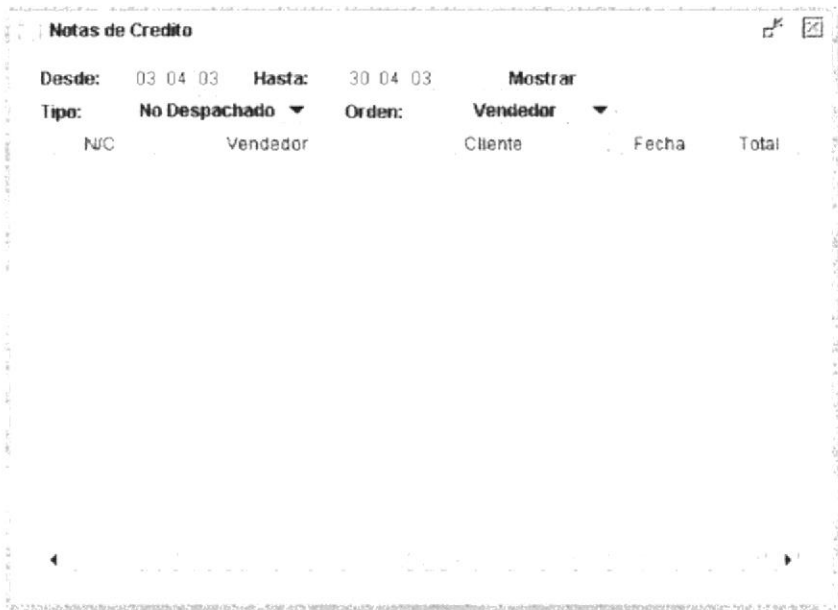 Notas de Credito
Desde: 03 04 03 Hasta: 30 04 03 Mostrar
Tipo: No Despachado Orden: Vendedor
N/C Vendedor Cliente Fecha Total